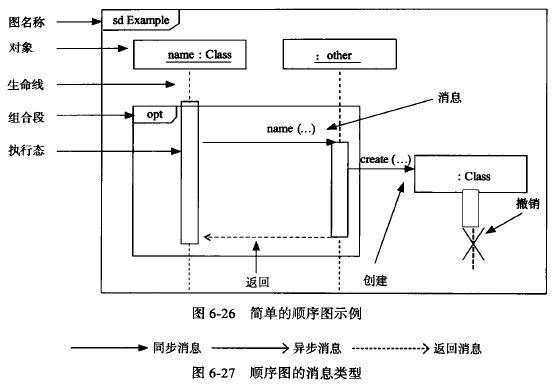 图名称
sd Example
对象
name : Class
: other
生命线
组合段
opt
消息
name (…)
执行态
create (…)
: Class
撤销
返回
创建
图 6-26 简单的顺序图示例
同步消息
异步消息
返回消息
图 6-27 顺序图的消息类型